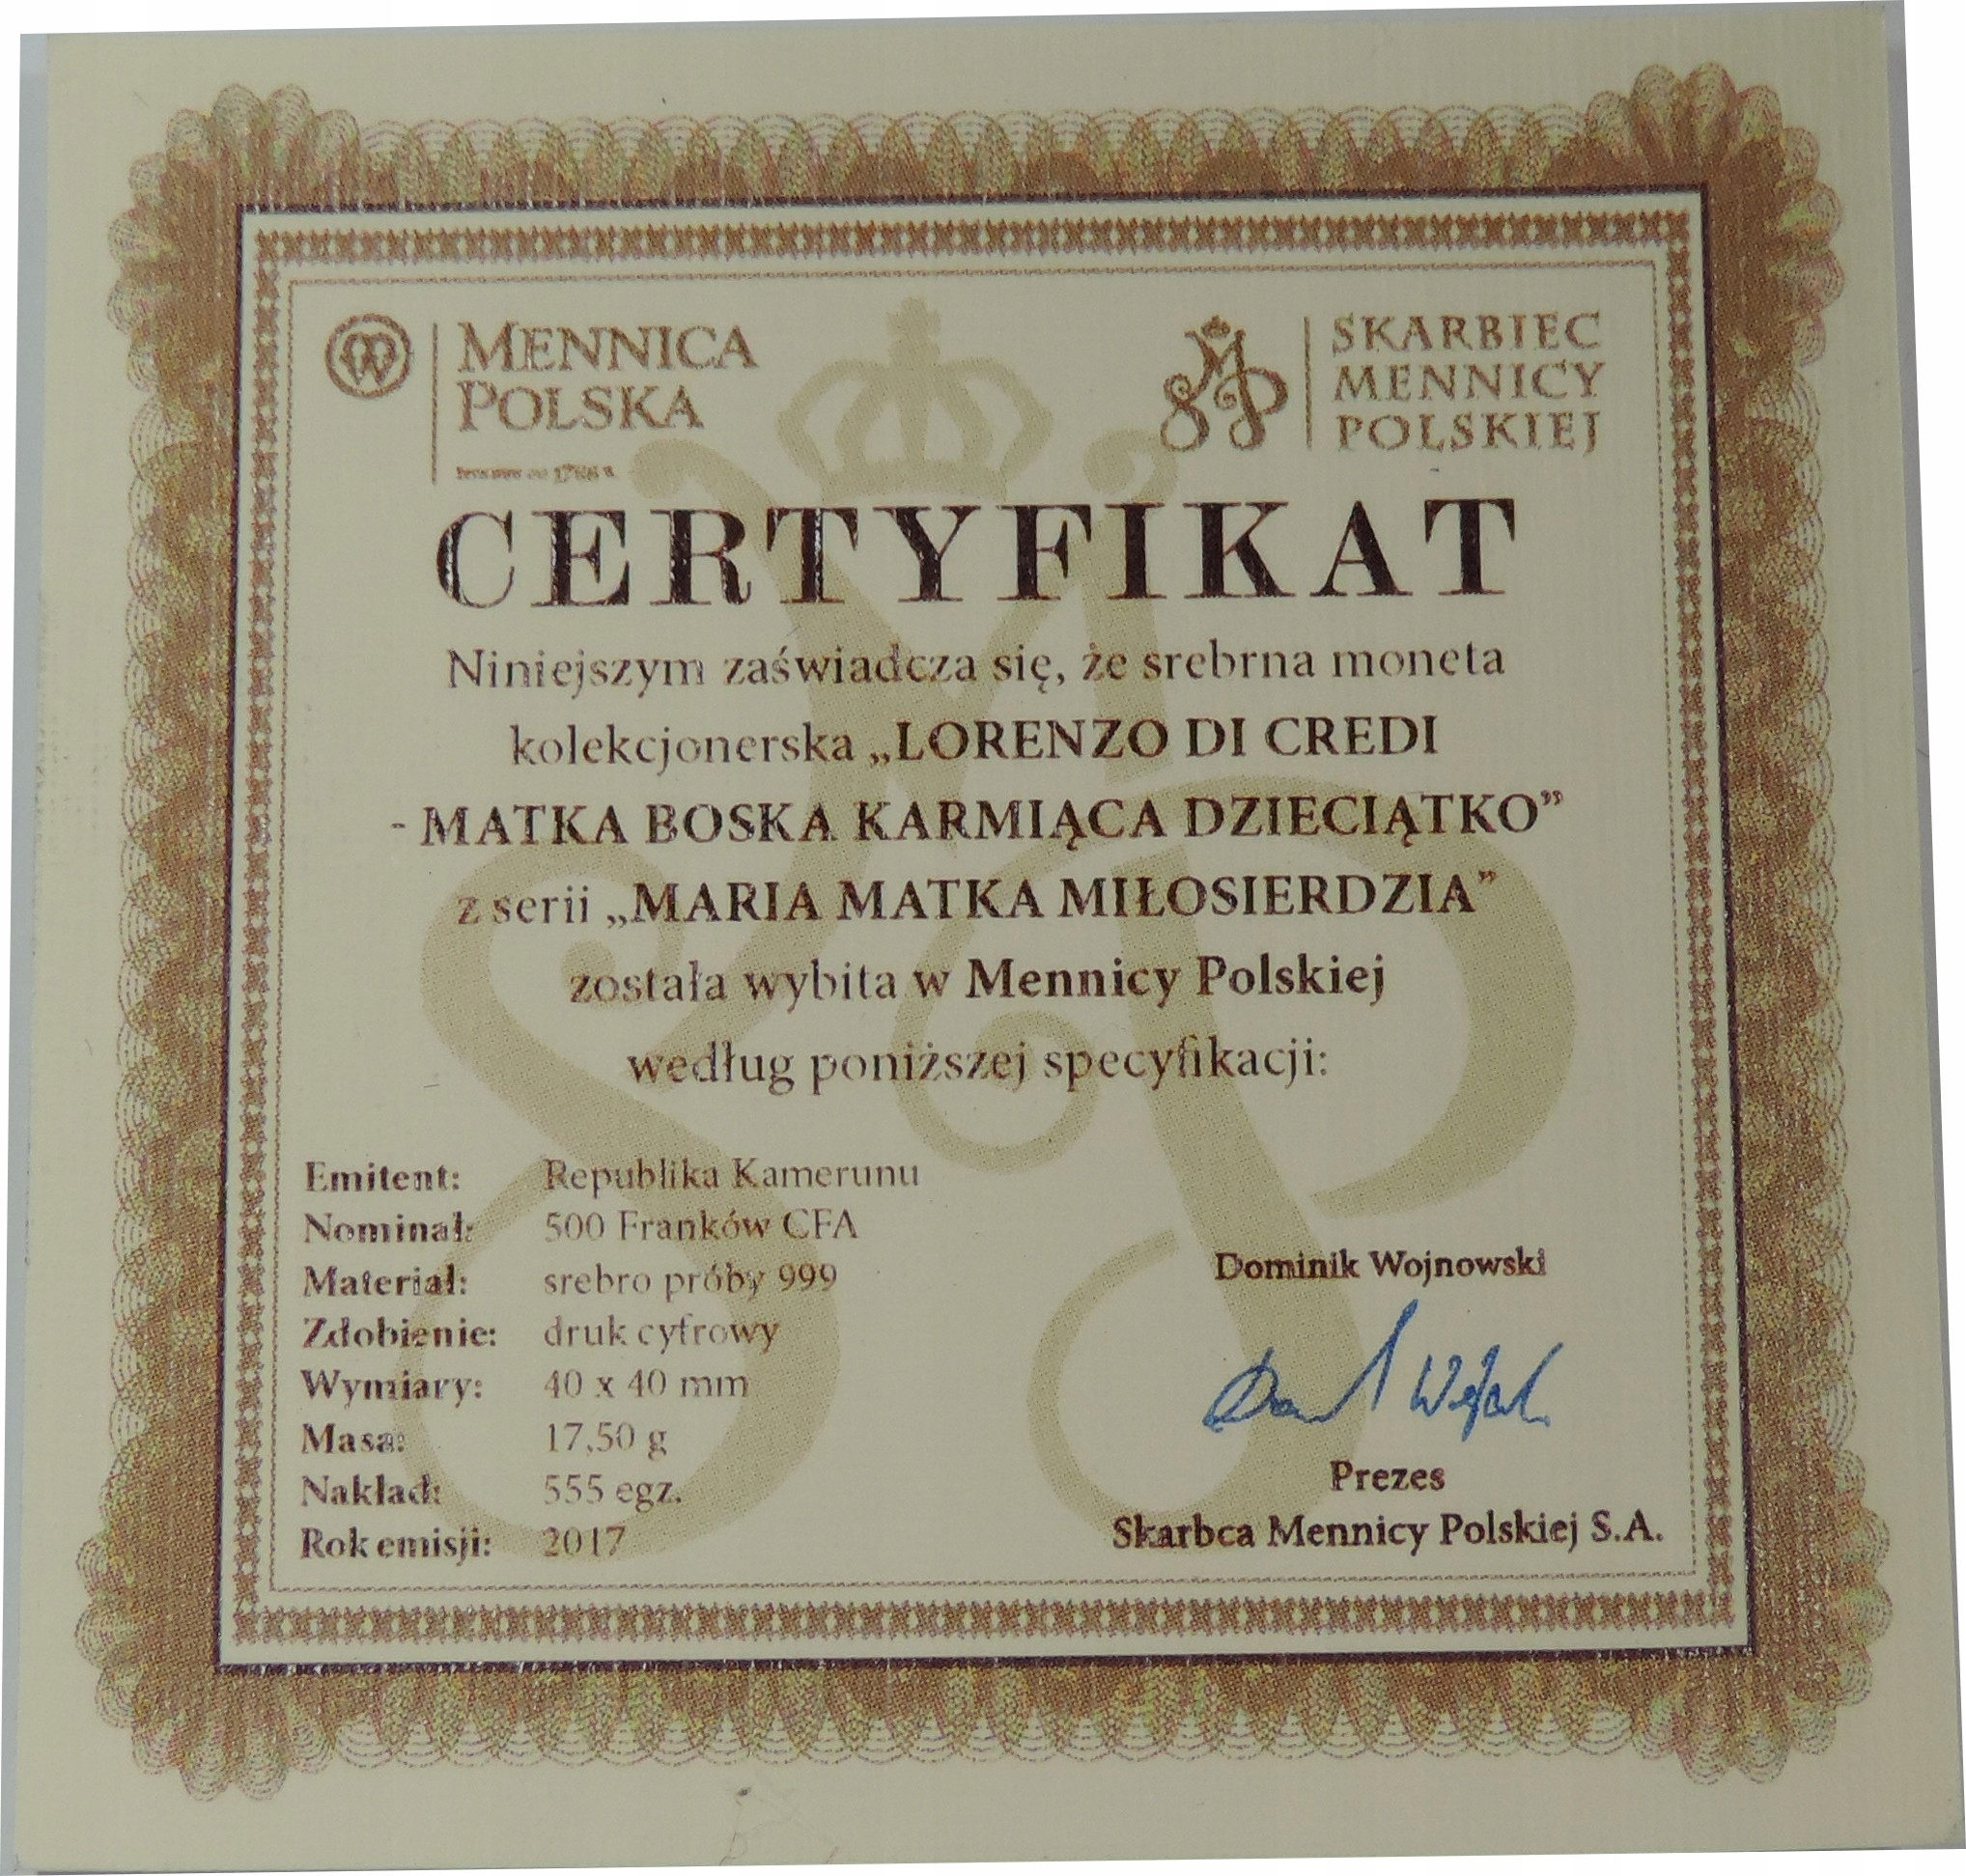 MENNICA
POLSKA
SKARBIEC
MENNICY
POLSKIEJ
CERTYFIKAT
Niniejszym zaświadcza się, że srebrna moneta
kolekcjonerska „LORENZO DI CREDI
- MATKA BOSKA KARMIĄCA DZIECIĄTKO”
z serii „MARIA MATKA MIŁOSIERDZIA”
została wybita w Mennicy Polskiej
według poniższej specyfikacji:
Emitent: Republika Kamerunu
Nominał: 500 Franków CFA
Materiał: srebro próby 999
Zdobienie: druk cyfrowy
Wymiary: 40 x 40 mm
Masa: 17,50 g
Nakład: 555 egz.
Rok emisji: 2017
Dominik Wojnowski
Prezes
Skarbca Mennicy Polskiej S.A.